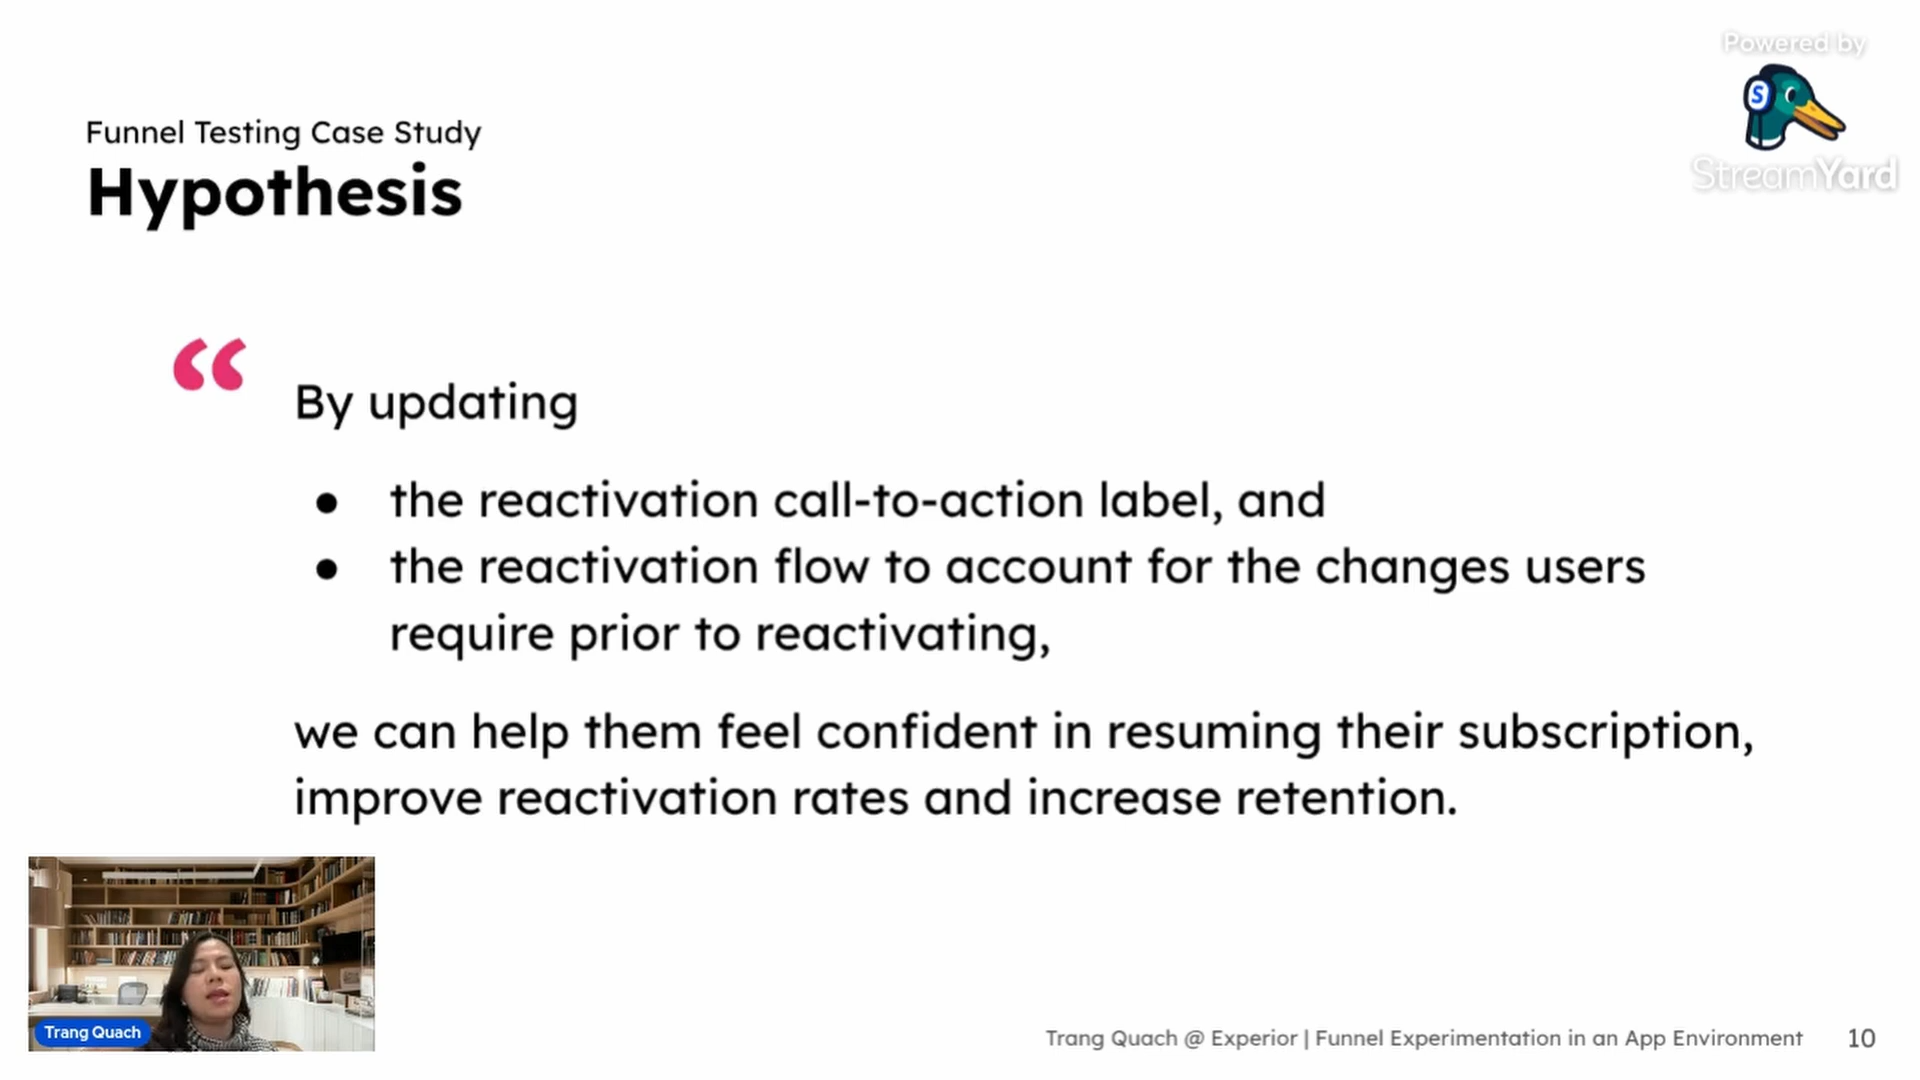 Powered by
S
StreamYard
Funnel Testing Case Study
Hypothesis
“
By updating
● the reactivation call-to-action label, and
● the reactivation flow to account for the changes users
require prior to reactivating,
we can help them feel confident in resuming their subscription,
improve reactivation rates and increase retention.
Trang Quach
Trang Quach @ Experior | Funnel Experimentation in an App Environment 10